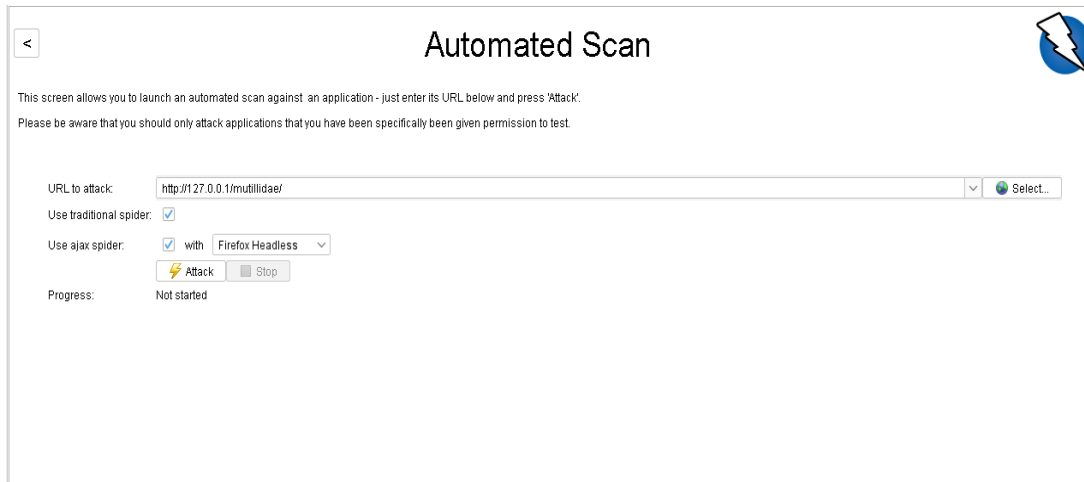 <
Automated Scan
This screen allows you to launch an automated scan against  an application - just enter its URL below and press 'Attack'.
Please be aware that you should only attack applications that you have been specifically been given permission to test.
URL to attack: http://127.0.0.1/mutillidae/ Select...
Use traditional spider:
Use ajax spider: with Firefox Headless
Attack Stop
Progress: Not started